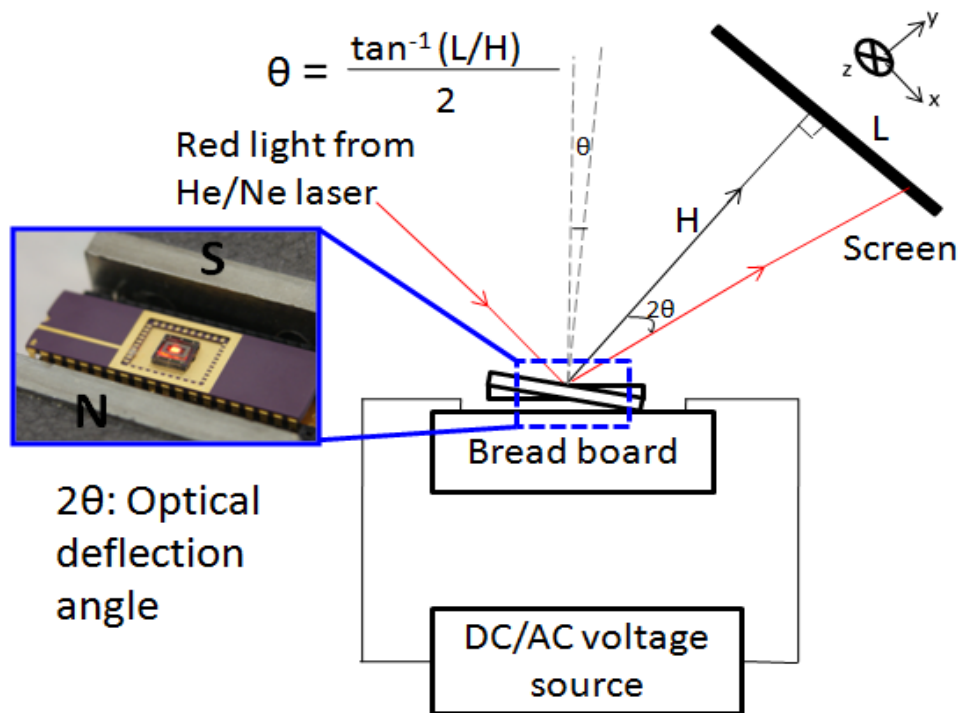 θ = tan⁻¹ (L/H)
2
Red light from
He/Ne laser
θ
y
z
x
L
H
Screen
2θ
S
N
Bread board
2θ: Optical
deflection
angle
DC/AC voltage
source